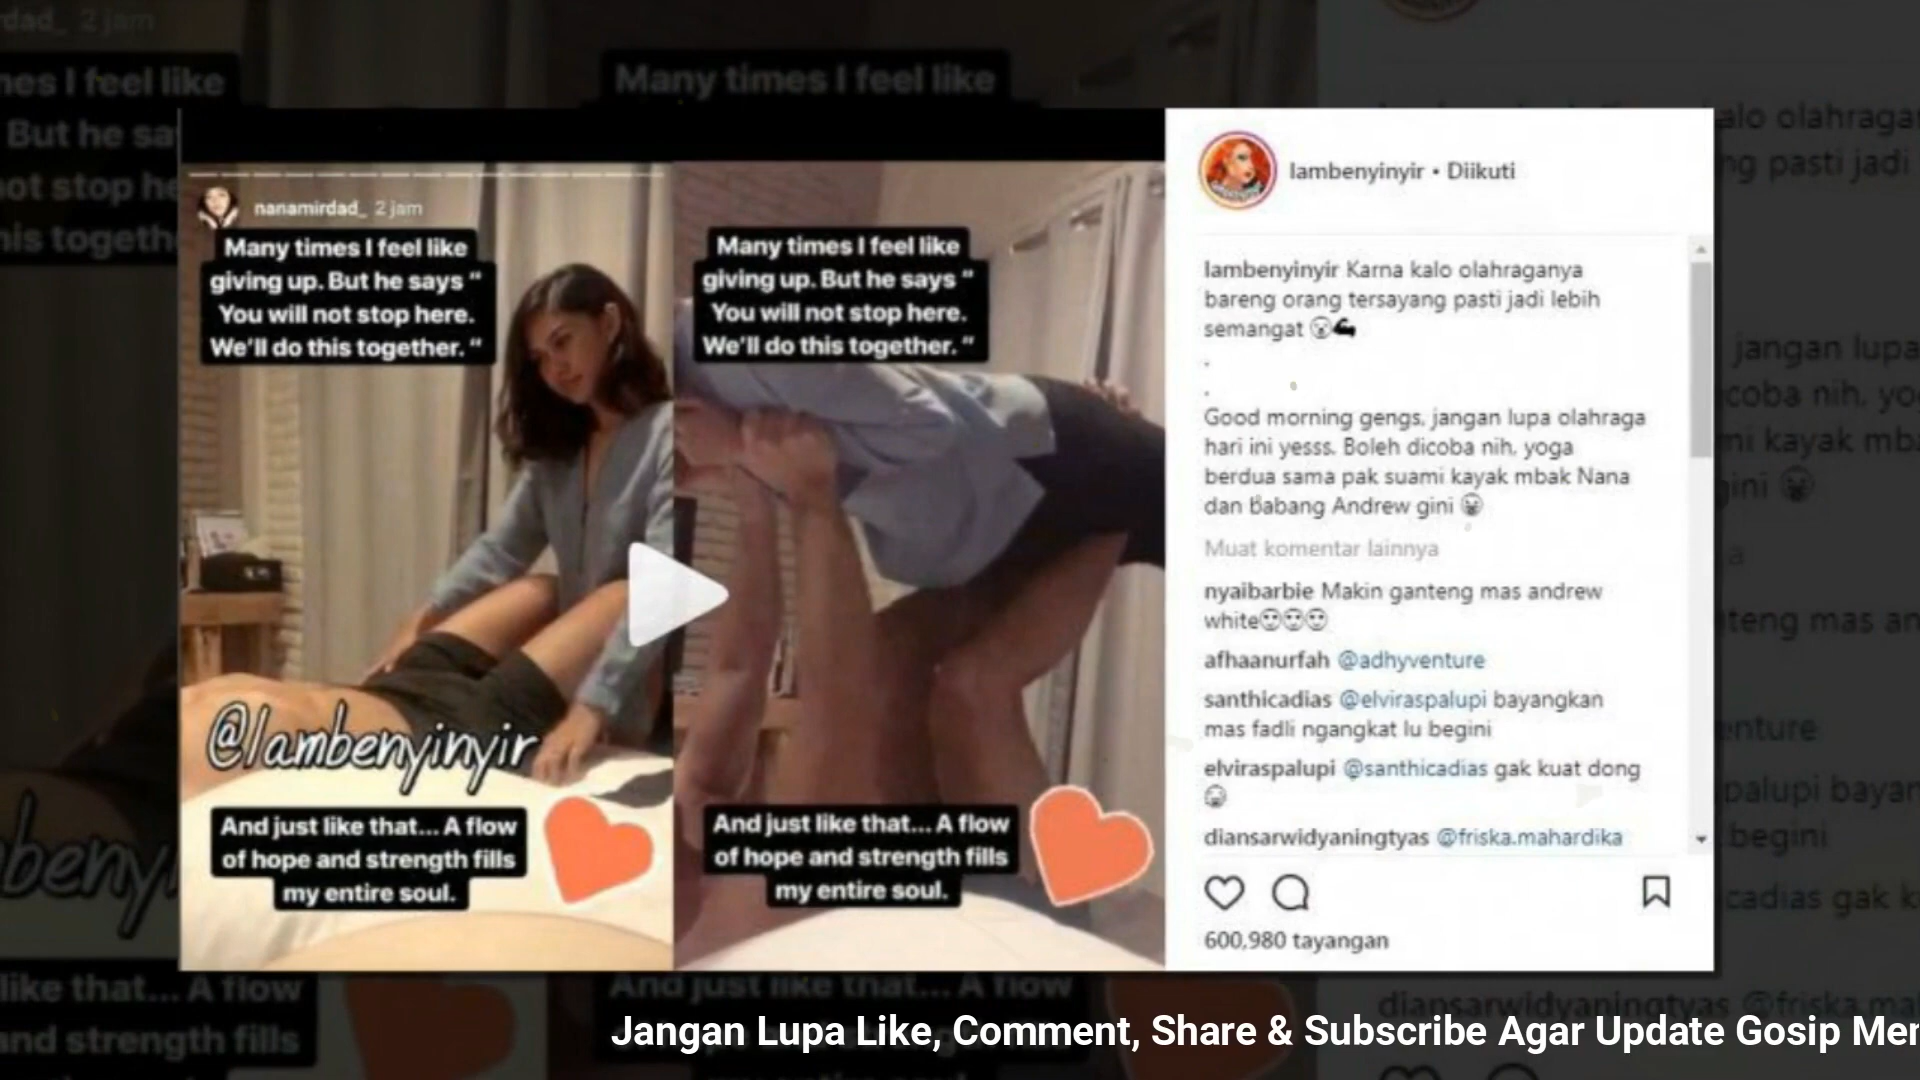 nanamirdad_ 2 jam
Many times I feel like
giving up. But he says “
You will not stop here.
We'll do this together. “
@lambenyinyir
And just like that... A flow
of hope and strength fills
my entire soul.
Many times I feel like
giving up. But he says “
You will not stop here.
We'll do this together. “
And just like that... A flow
of hope and strength fills
my entire soul.
lambenyinyir • Diikuti
lambenyinyir Karna kalo olahraganya
bareng orang tersayang pasti jadi lebih
semangat
.
.
Good morning gengs, jangan lupa olahraga
hari ini yesss. Boleh dicoba nih, yoga
berdua sama pak suami kayak mbak Nana
dan babang Andrew gini
Muat komentar lainnya
nyaibarbie Makin ganteng mas andrew
white
afhaanurfah @adhyventure
santhicadias @elviraspalupi bayangkan
mas fadli ngangkat lu begini
elviraspalupi @santhicadias gak kuat dong
diansarwidyaningtyas @friska.mahardika
600,980 tayangan
Jangan Lupa Like, Comment, Share & Subscribe Agar Update Gosip